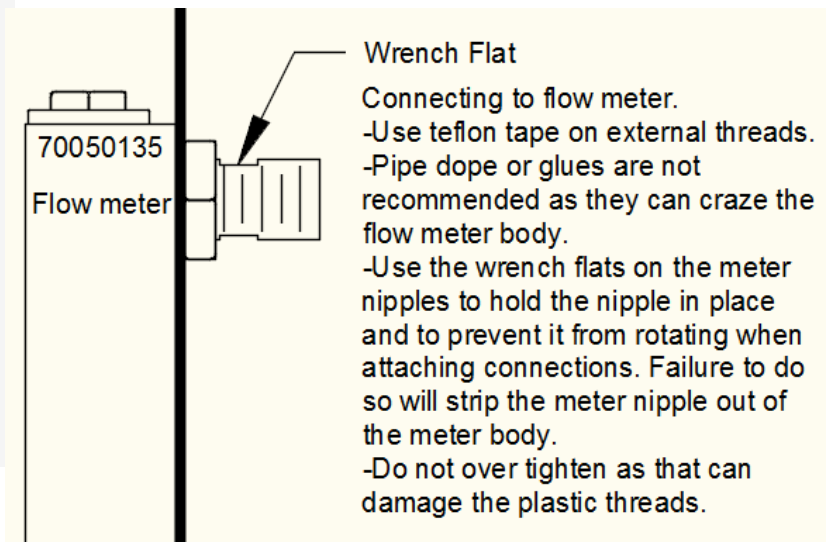 Wrench Flat
70050135
Flow meter
Connecting to flow meter.
-Use teflon tape on external threads.
-Pipe dope or glues are not
recommended as they can craze the
flow meter body.
-Use the wrench flats on the meter
nipples to hold the nipple in place
and to prevent it from rotating when
attaching connections. Failure to do
so will strip the meter nipple out of
the meter body.
-Do not over tighten as that can
damage the plastic threads.